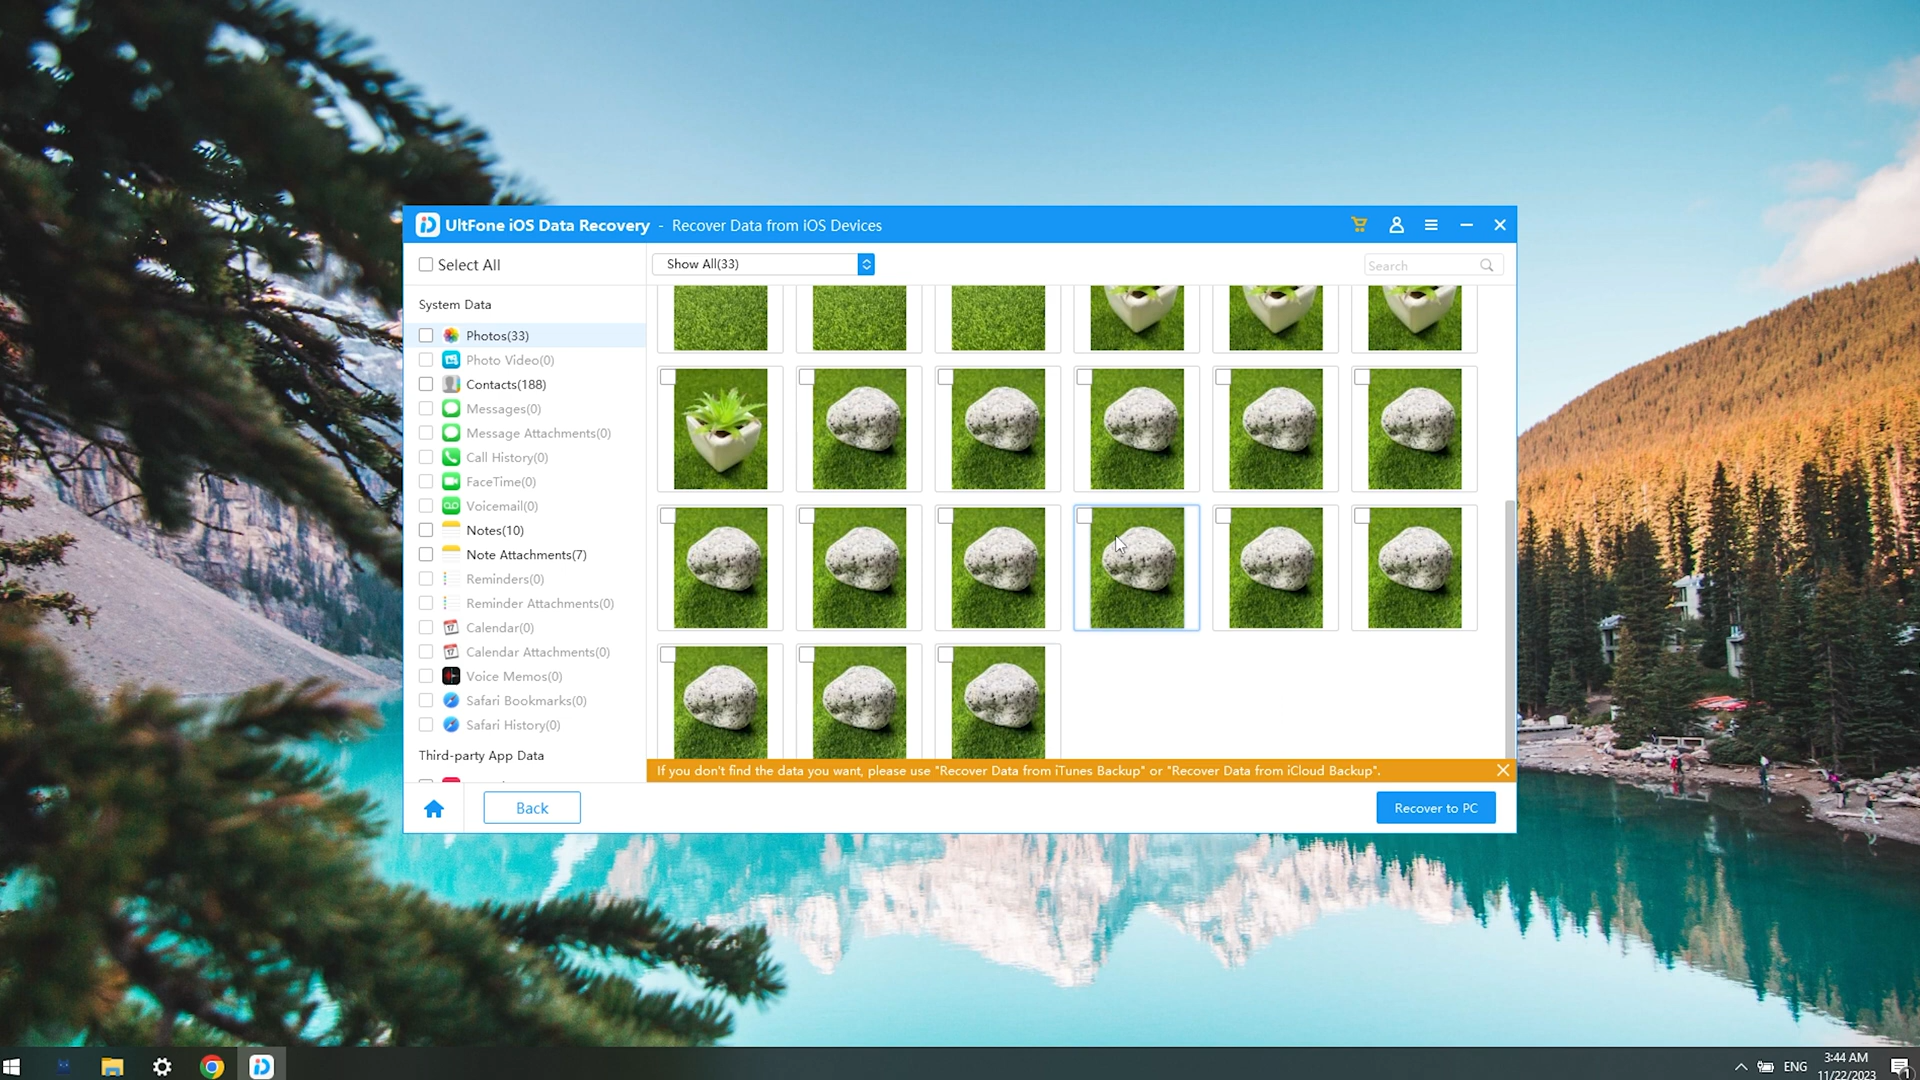 UltFone iOS Data Recovery - Recover Data from iOS Devices
Select All
Show All(33)
Search
System Data
Photos(33)
Photo Video(0)
Contacts(188)
Messages(0)
Message Attachments(0)
Call History(0)
FaceTime(0)
Voicemail(0)
Notes(10)
Note Attachments(7)
Reminders(0)
Reminder Attachments(0)
Calendar(0)
Calendar Attachments(0)
Voice Memos(0)
Safari Bookmarks(0)
Safari History(0)
Third-party App Data
If you don't find the data you want, please use "Recover Data from iTunes Backup" or "Recover Data from iCloud Backup".
Back
Recover to PC
ENG
3:44 AM
11/22/2023
1